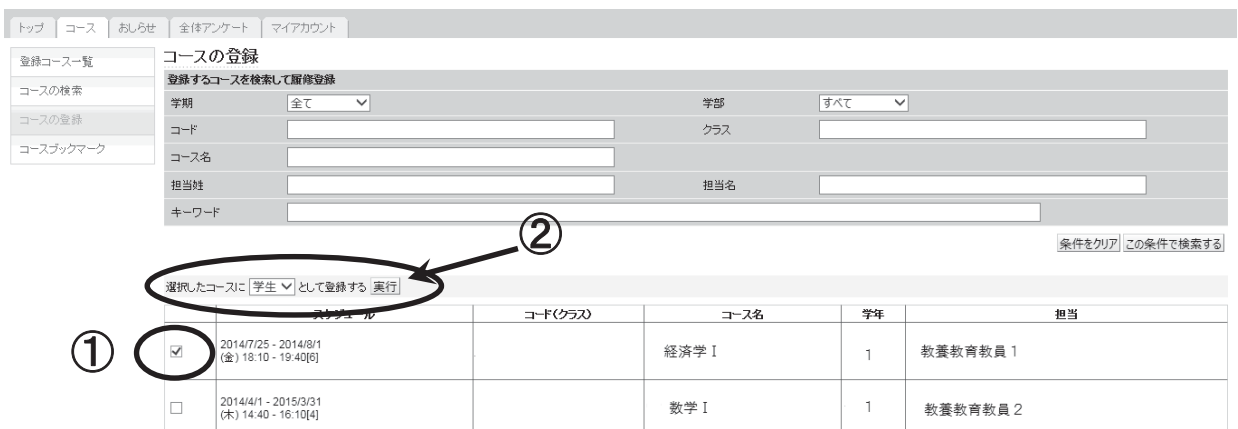 トップ コース おしらせ 全体アンケート マイアカウント
登録コース一覧
コースの検索
コースの登録
コースブックマーク
コースの登録
登録するコースを検索して履修登録
学期 全て 学部 すべて
コード クラス
コース名
担当姓 担当名
キーワード
②
条件をクリア この条件で検索する
選択したコースに 学生 として登録する 実行
スケジュール コード(クラス) コース名 学年 担当
①
2014/7/25 - 2014/8/1
(金) 18:10 - 19:40[6] 経済学Ⅰ 1 教養教育教員1
2014/4/1 - 2015/3/31
(木) 14:40 - 16:10[4] 数学Ⅰ 1 教養教育教員2